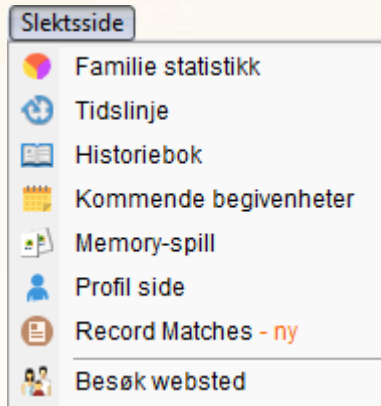 Slektsside
Familie statistikk
Tidslinje
Historiebok
Kommende begivenheter
Memory-spill
Profil side
Record Matches - ny
Besøk websted